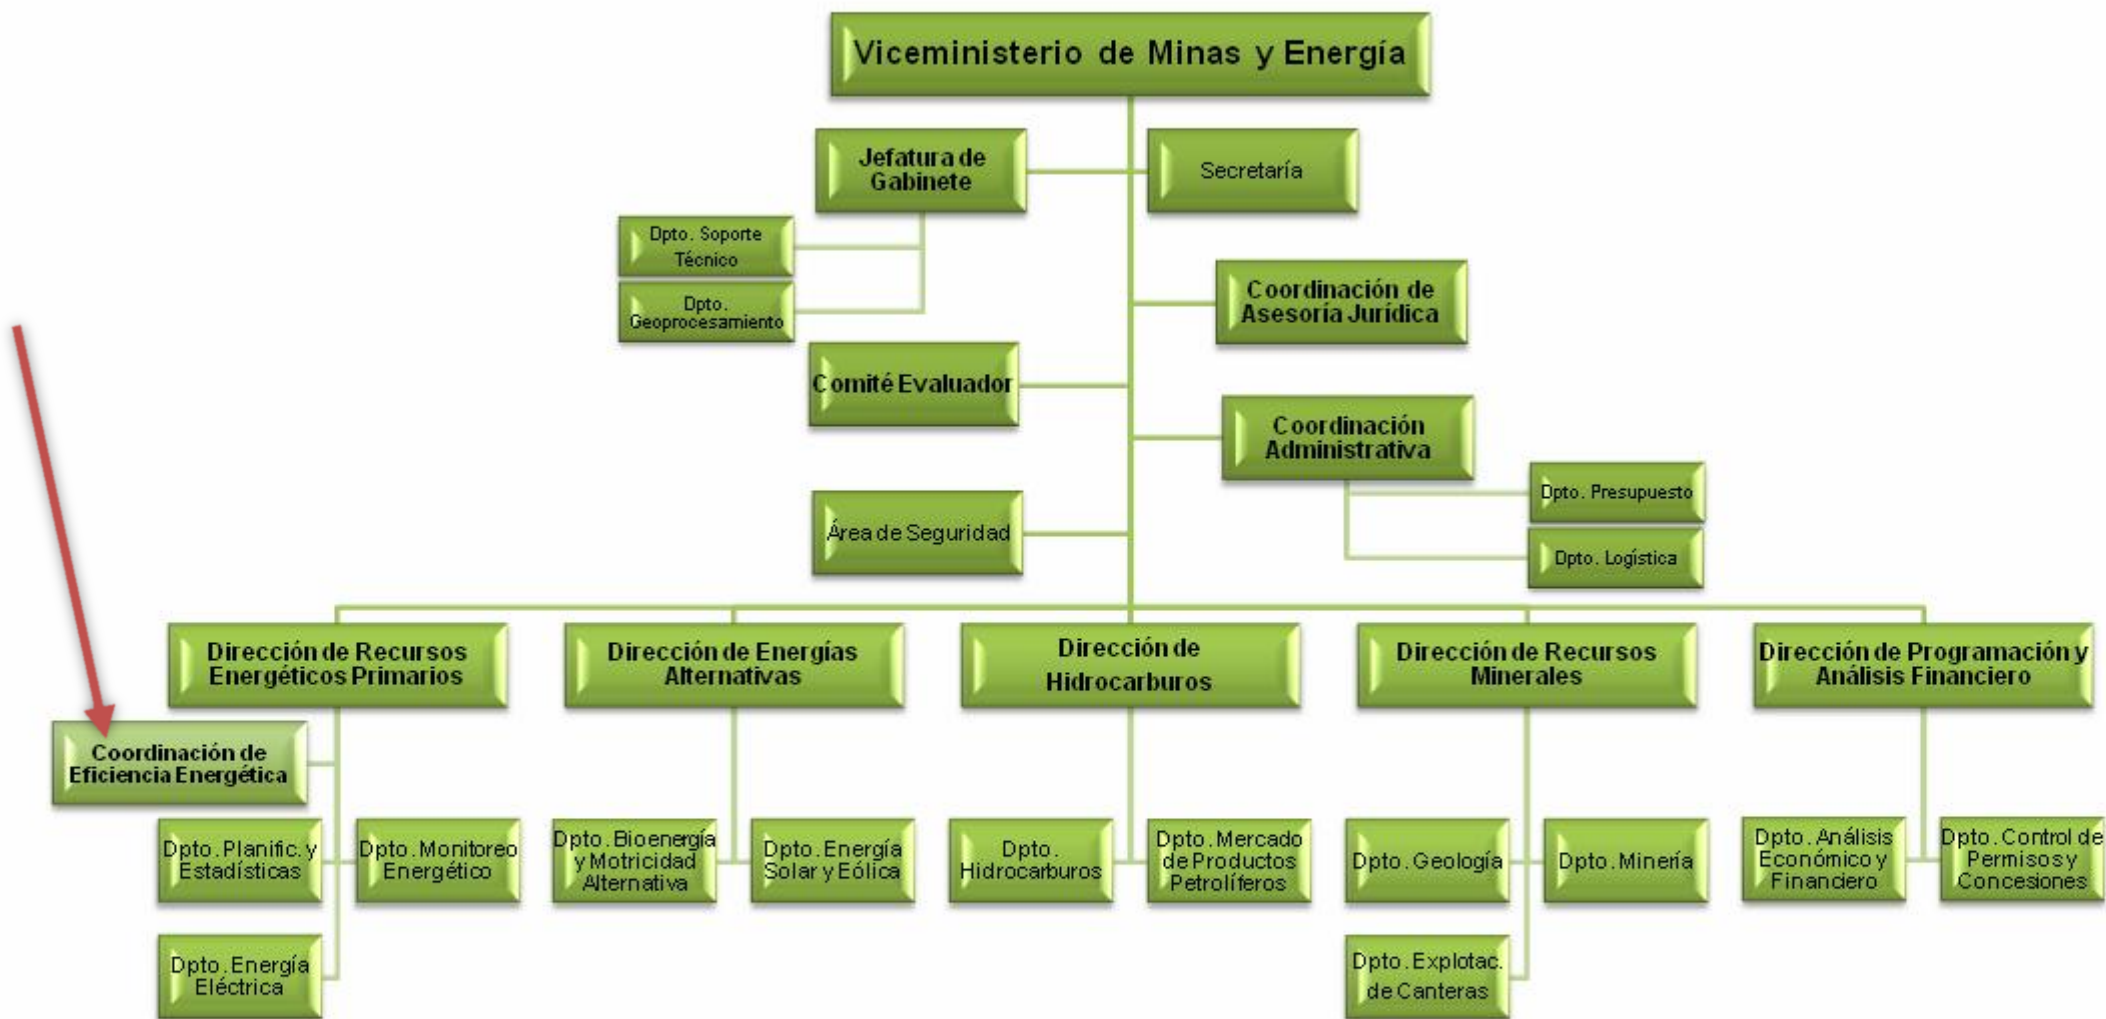 Viceministerio de Minas y Energía
Jefatura de
Gabinete
Secretaría
Dpto. Soporte
Técnico
Dpto.
Geoprocesamiento
Coordinación de
Asesoría Jurídica
Comité Evaluador
Coordinación
Administrativa
Dpto. Presupuesto
Dpto. Logística
Área de Seguridad
Dirección de Recursos
Energéticos Primarios
Dirección de Energías
Alternativas
Dirección de
Hidrocarburos
Dirección de Recursos
Minerales
Dirección de Programación y
Análisis Financiero
Coordinación de
Eficiencia Energética
Dpto. Planific. y
Estadísticas
Dpto. Monitoreo
Energético
Dpto. Bioenergía
y Motricidad
Alternativa
Dpto. Energía
Solar y Eólica
Dpto.
Hidrocarburos
Dpto. Mercado
de Productos
Petrolíferos
Dpto. Geología
Dpto. Minería
Dpto. Análisis
Económico y
Financiero
Dpto. Control de
Permisos y
Concesiones
Dpto. Energía
Eléctrica
Dpto. Explotac.
de Canteras